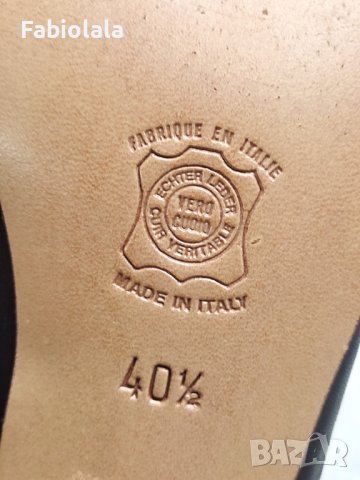 Fabiolala
FABRIQUE EN ITALIE
ECHTER LEDER
VERO
CUOIO
CUIR VERITABLE
MADE IN ITALY
40½
BAZAR